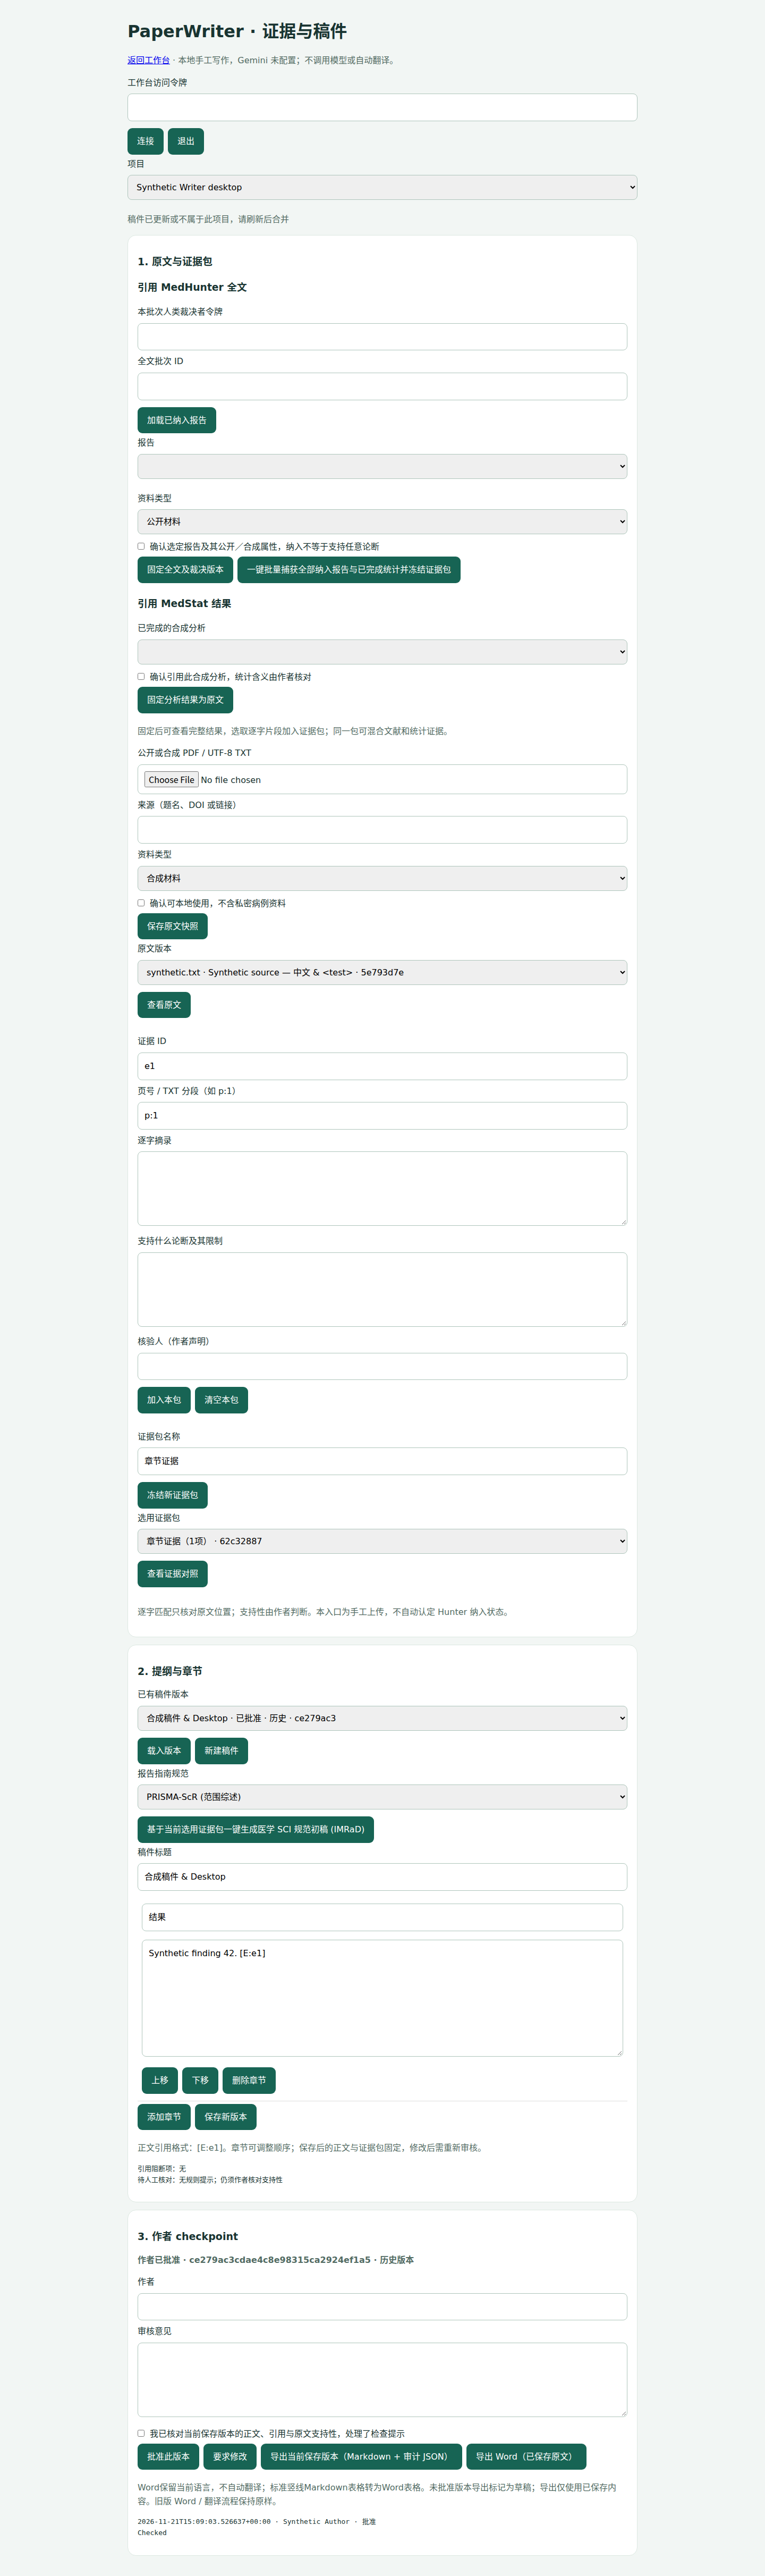 PaperWriter · 证据与稿件
返回工作台 · 本地手工写作，Gemini 未配置；不调用模型或自动翻译。
工作台访问令牌
连接 退出
项目
Synthetic Writer desktop
稿件已更新或不属于此项目，请刷新后合并
1. 原文与证据包
引用 MedHunter 全文
本批次人类裁决者令牌
全文批次 ID
加载已纳入报告
报告
资料类型
公开材料
确认选定报告及其公开／合成属性，纳入不等于支持任意论断
固定全文及裁决版本 一键批量捕获全部纳入报告与已完成统计并冻结证据包
引用 MedStat 结果
已完成的合成分析
确认引用此合成分析，统计含义由作者核对
固定分析结果为原文
固定后可查看完整结果，选取逐字片段加入证据包；同一包可混合文献和统计证据。
公开或合成 PDF / UTF-8 TXT
Choose File No file chosen
来源（题名、DOI 或链接）
资料类型
合成材料
确认可本地使用，不含私密病例资料
保存原文快照
原文版本
synthetic.txt · Synthetic source — 中文 & <test> · 5e793d7e
查看原文
证据 ID
e1
页号 / TXT 分段（如 p:1）
p:1
逐字摘录
支持什么论断及其限制
核验人（作者声明）
加入本包 清空本包
证据包名称
章节证据
冻结新证据包
选用证据包
章节证据（1项） · 62c32887
查看证据对照
逐字匹配只核对原文位置；支持性由作者判断。本入口为手工上传，不自动认定 Hunter 纳入状态。
2. 提纲与章节
已有稿件版本
合成稿件 & Desktop · 已批准 · 历史 · ce279ac3
载入版本 新建稿件
报告指南规范
PRISMA-ScR (范围综述)
基于当前选用证据包一键生成医学 SCI 规范初稿 (IMRaD)
稿件标题
合成稿件 & Desktop
结果
Synthetic finding 42. [E:e1]
上移 下移 删除章节
添加章节 保存新版本
正文引用格式：[E:e1]。章节可调整顺序；保存后的正文与证据包固定，修改后需重新审核。
引用阻断项：无
待人工核对：无规则提示；仍须作者核对支持性
3. 作者 checkpoint
作者已批准 · ce279ac3cdae4c8e98315ca2924ef1a5 · 历史版本
作者
审核意见
我已核对当前保存版本的正文、引用与原文支持性，处理了检查提示
批准此版本 要求修改 导出当前保存版本（Markdown + 审计 JSON） 导出 Word（已保存原文）
Word保留当前语言，不自动翻译；标准竖线Markdown表格转为Word表格。未批准版本导出标记为草稿；导出仅使用已保存内
容。旧版 Word / 翻译流程保持原样。
2026-11-21T15:09:03.526637+00:00 · Synthetic Author · 批准
Checked